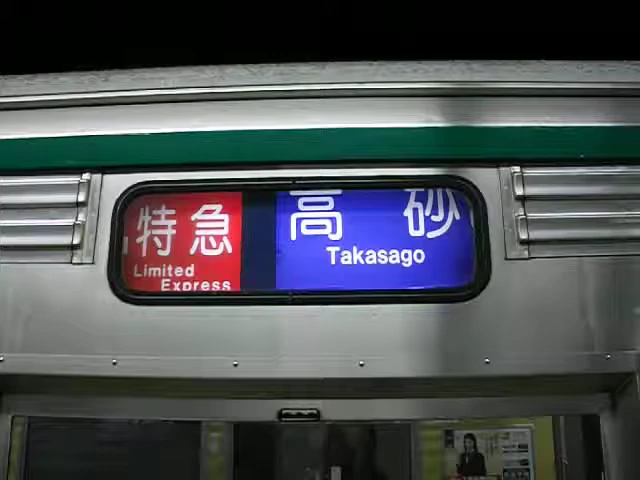 特急
Limited
Express
高砂
Takasago